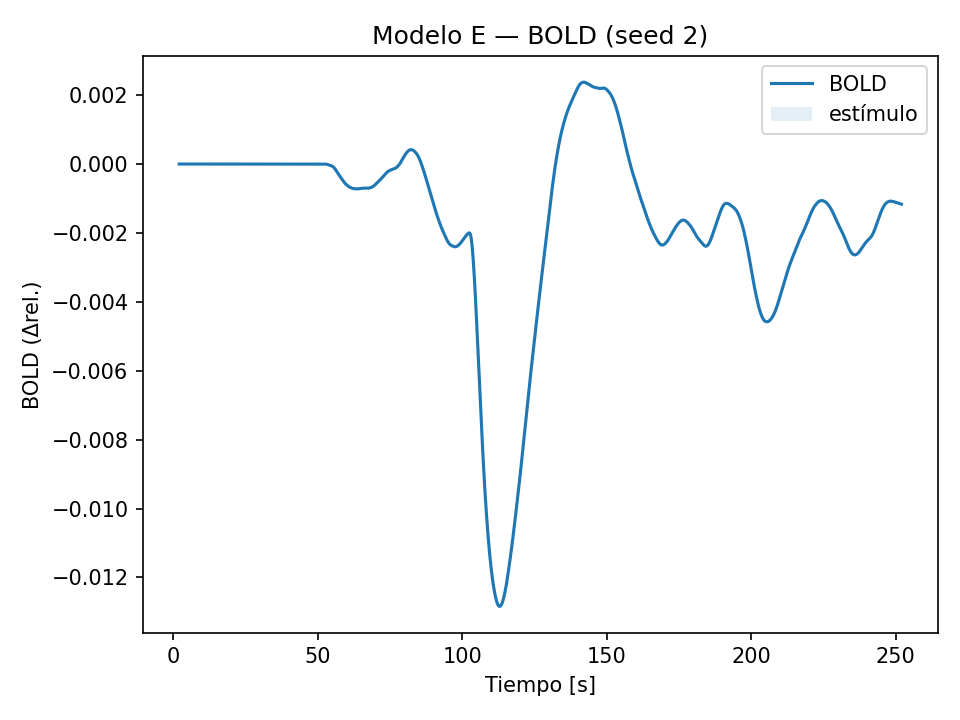 Modelo E — BOLD (seed 2)
BOLD
estímulo
0.002
0.000
−0.002
−0.004
−0.006
−0.008
−0.010
−0.012
BOLD (Δrel.)
0
50
100
150
200
250
Tiempo [s]